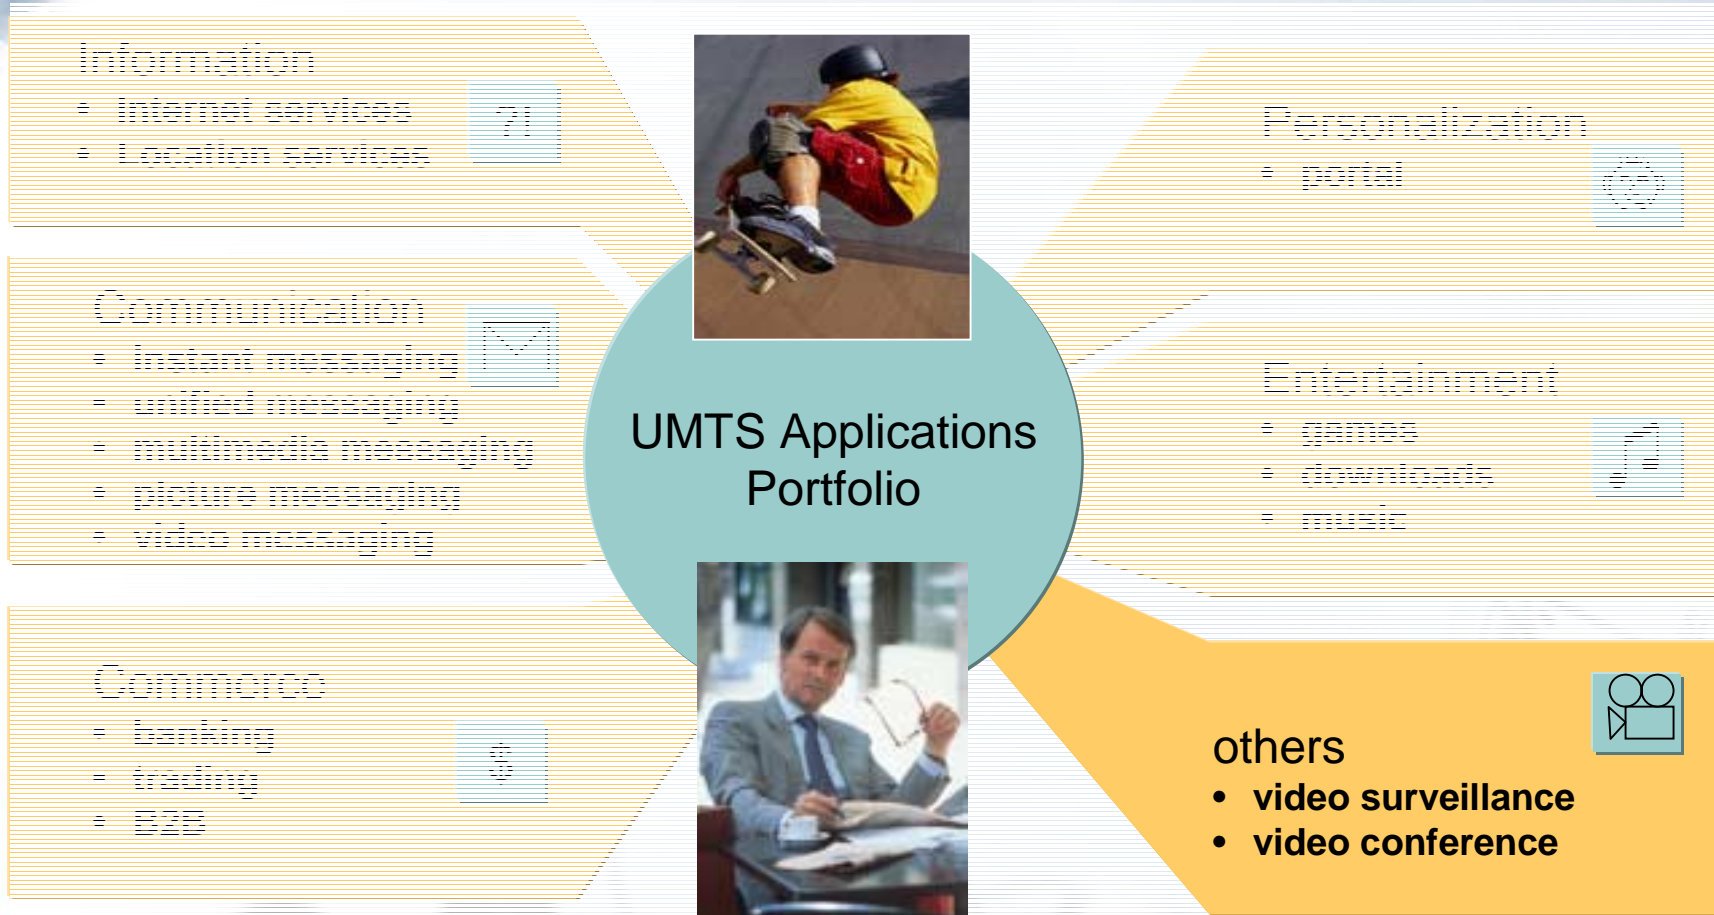 Information
• Internet services
• Location services
?!
Communication
• instant messaging
• unified messaging
• multimedia messaging
• picture messaging
• video messaging
Commerce
• banking
• trading
• B2B
$
UMTS Applications
Portfolio
Personalization
• portal
Entertainment
• games
• downloads
• music
others
• video surveillance
• video conference